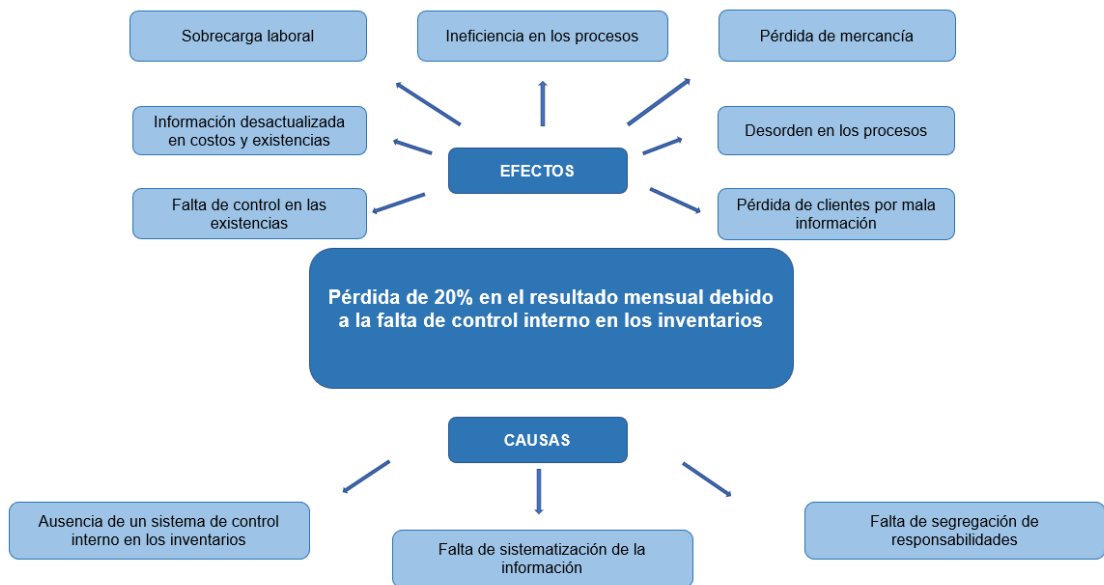 Sobrecarga laboral
Ineficiencia en los procesos
Pérdida de mercancía
Información desactualizada
en costos y existencias
Desorden en los procesos
EFECTOS
Falta de control en las
existencias
Pérdida de clientes por mala
información
Pérdida de 20% en el resultado mensual debido
a la falta de control interno en los inventarios
CAUSAS
Ausencia de un sistema de control
interno en los inventarios
Falta de sistematización de la
información
Falta de segregación de
responsabilidades